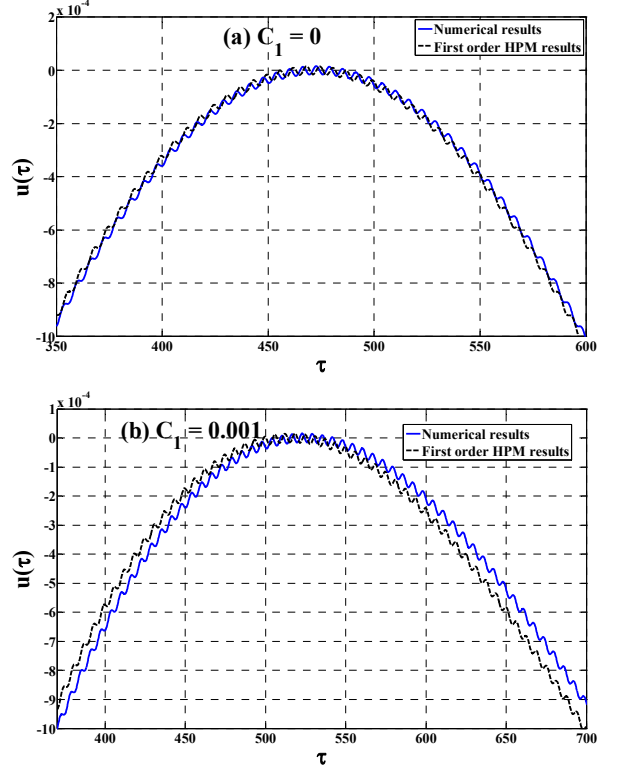 x 10⁻⁴
(a) C₁ = 0
Numerical results
First order HPM results
2
0
-2
-4
-6
-8
-10
u(τ)
350 400 450 500 550 600
τ
x 10⁻⁴
(b) C₁ = 0.001
Numerical results
First order HPM results
1
0
-1
-2
-3
-4
-5
-6
-7
-8
-9
-10
u(τ)
400 450 500 550 600 650 700
τ